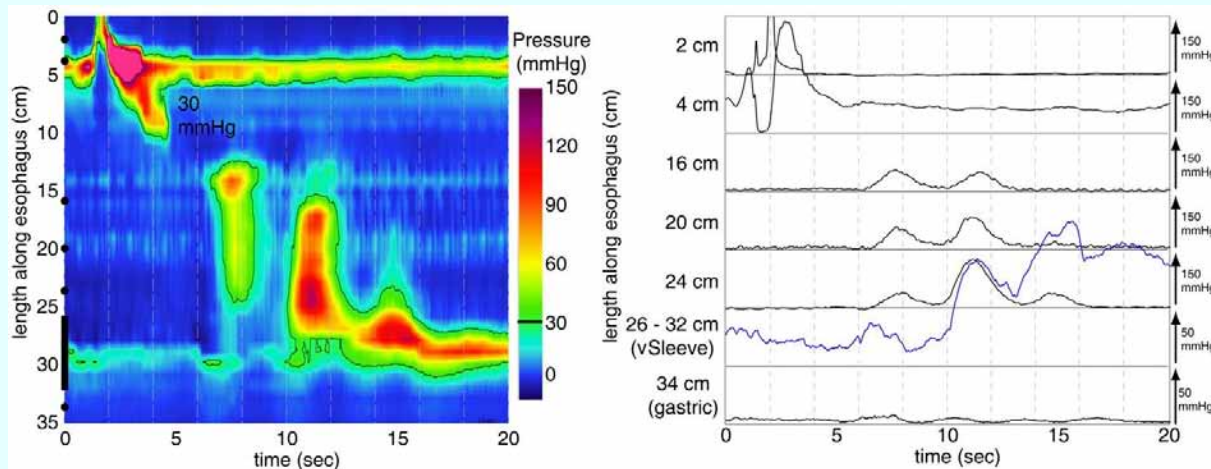 0
5
10
15
20
25
30
35
length along esophagus (cm)
30
mmHg
0
5
10
15
20
time (sec)
Pressure
(mmHg)
150
120
90
60
30
0
length along esophagus (cm)
2 cm
4 cm
16 cm
20 cm
24 cm
26 - 32 cm
(vSleeve)
34 cm
(gastric)
150
mmHg
150
mmHg
150
mmHg
150
mmHg
150
mmHg
50
mmHg
50
mmHg
0
5
10
15
20
time (sec)